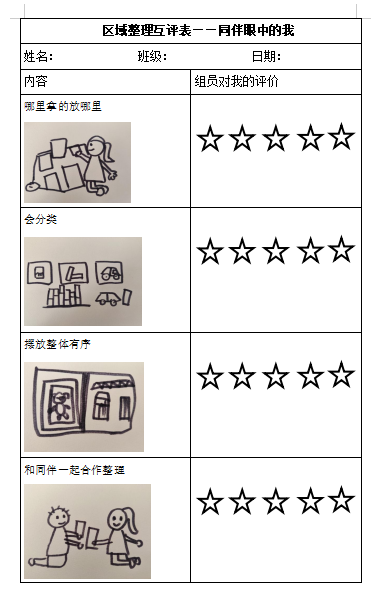 区域整理互评表——同伴眼中的我
姓名： 班级： 日期：
内容 组员对我的评价
哪里拿的放哪里
会分类
摆放整体有序
和同伴一起合作整理